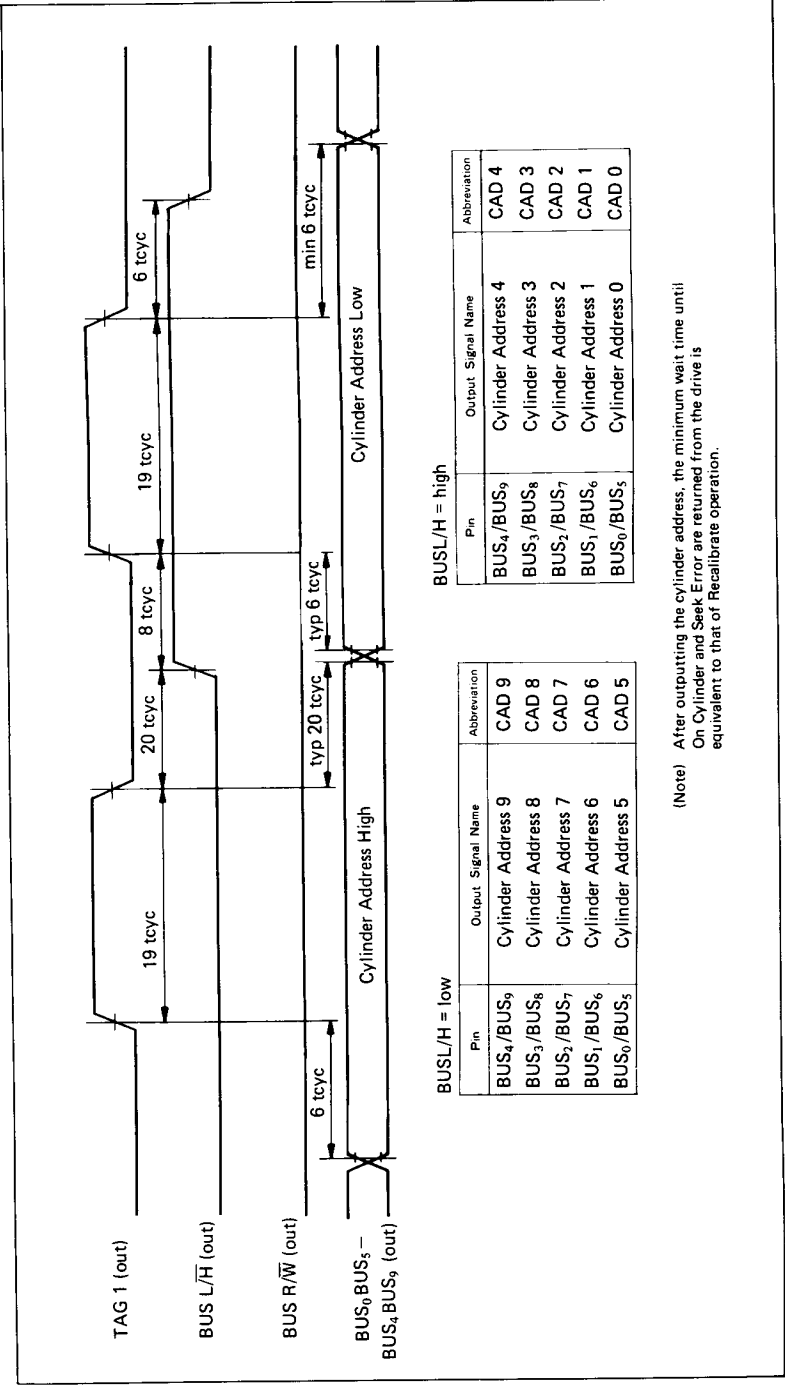 TAG 1 (out)
19 tcyc
19 tcyc
6 tcyc
BUS L/H̅ (out)
20 tcyc
8 tcyc
BUS R/W̅ (out)
6 tcyc
typ 20 tcyc
typ 6 tcyc
min 6 tcyc
BUS₀ BUS₅ –
BUS₄ BUS₉ (out)
Cylinder Address High
Cylinder Address Low
BUSL/H = low
Pin Output Signal Name Abbreviation
BUS₄/BUS₉ Cylinder Address 9 CAD 9
BUS₃/BUS₈ Cylinder Address 8 CAD 8
BUS₂/BUS₇ Cylinder Address 7 CAD 7
BUS₁/BUS₆ Cylinder Address 6 CAD 6
BUS₀/BUS₅ Cylinder Address 5 CAD 5
BUSL/H = high
Pin Output Signal Name Abbreviation
BUS₄/BUS₉ Cylinder Address 4 CAD 4
BUS₃/BUS₈ Cylinder Address 3 CAD 3
BUS₂/BUS₇ Cylinder Address 2 CAD 2
BUS₁/BUS₆ Cylinder Address 1 CAD 1
BUS₀/BUS₅ Cylinder Address 0 CAD 0
(Note) After outputting the cylinder address, the minimum wait time until
On Cylinder and Seek Error are returned from the drive is
equivalent to that of Recalibrate operation.